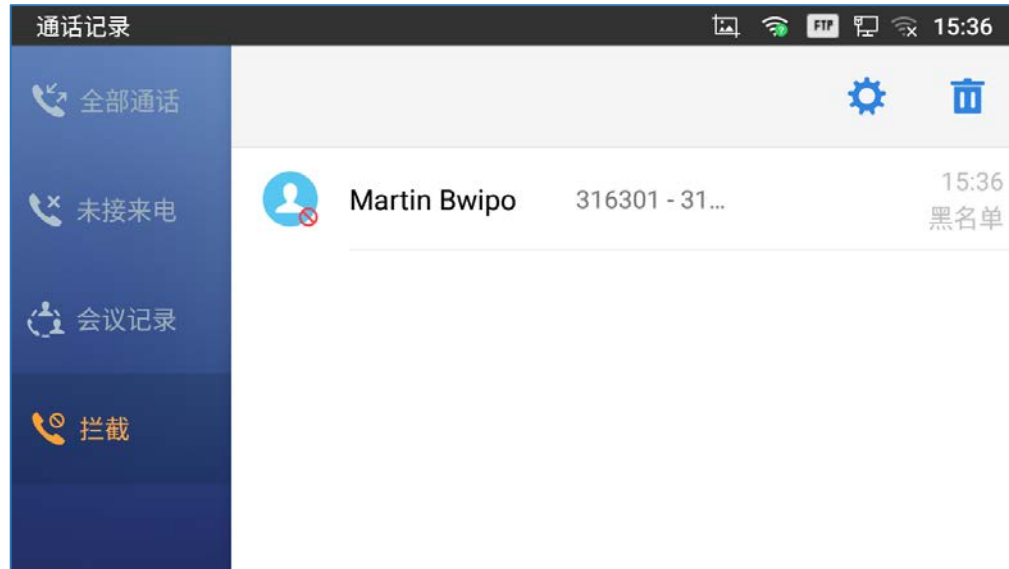 通话记录
FTP
15:36
全部通话
未接来电
Martin Bwipo
316301 - 31...
15:36
黑名单
会议记录
拦截